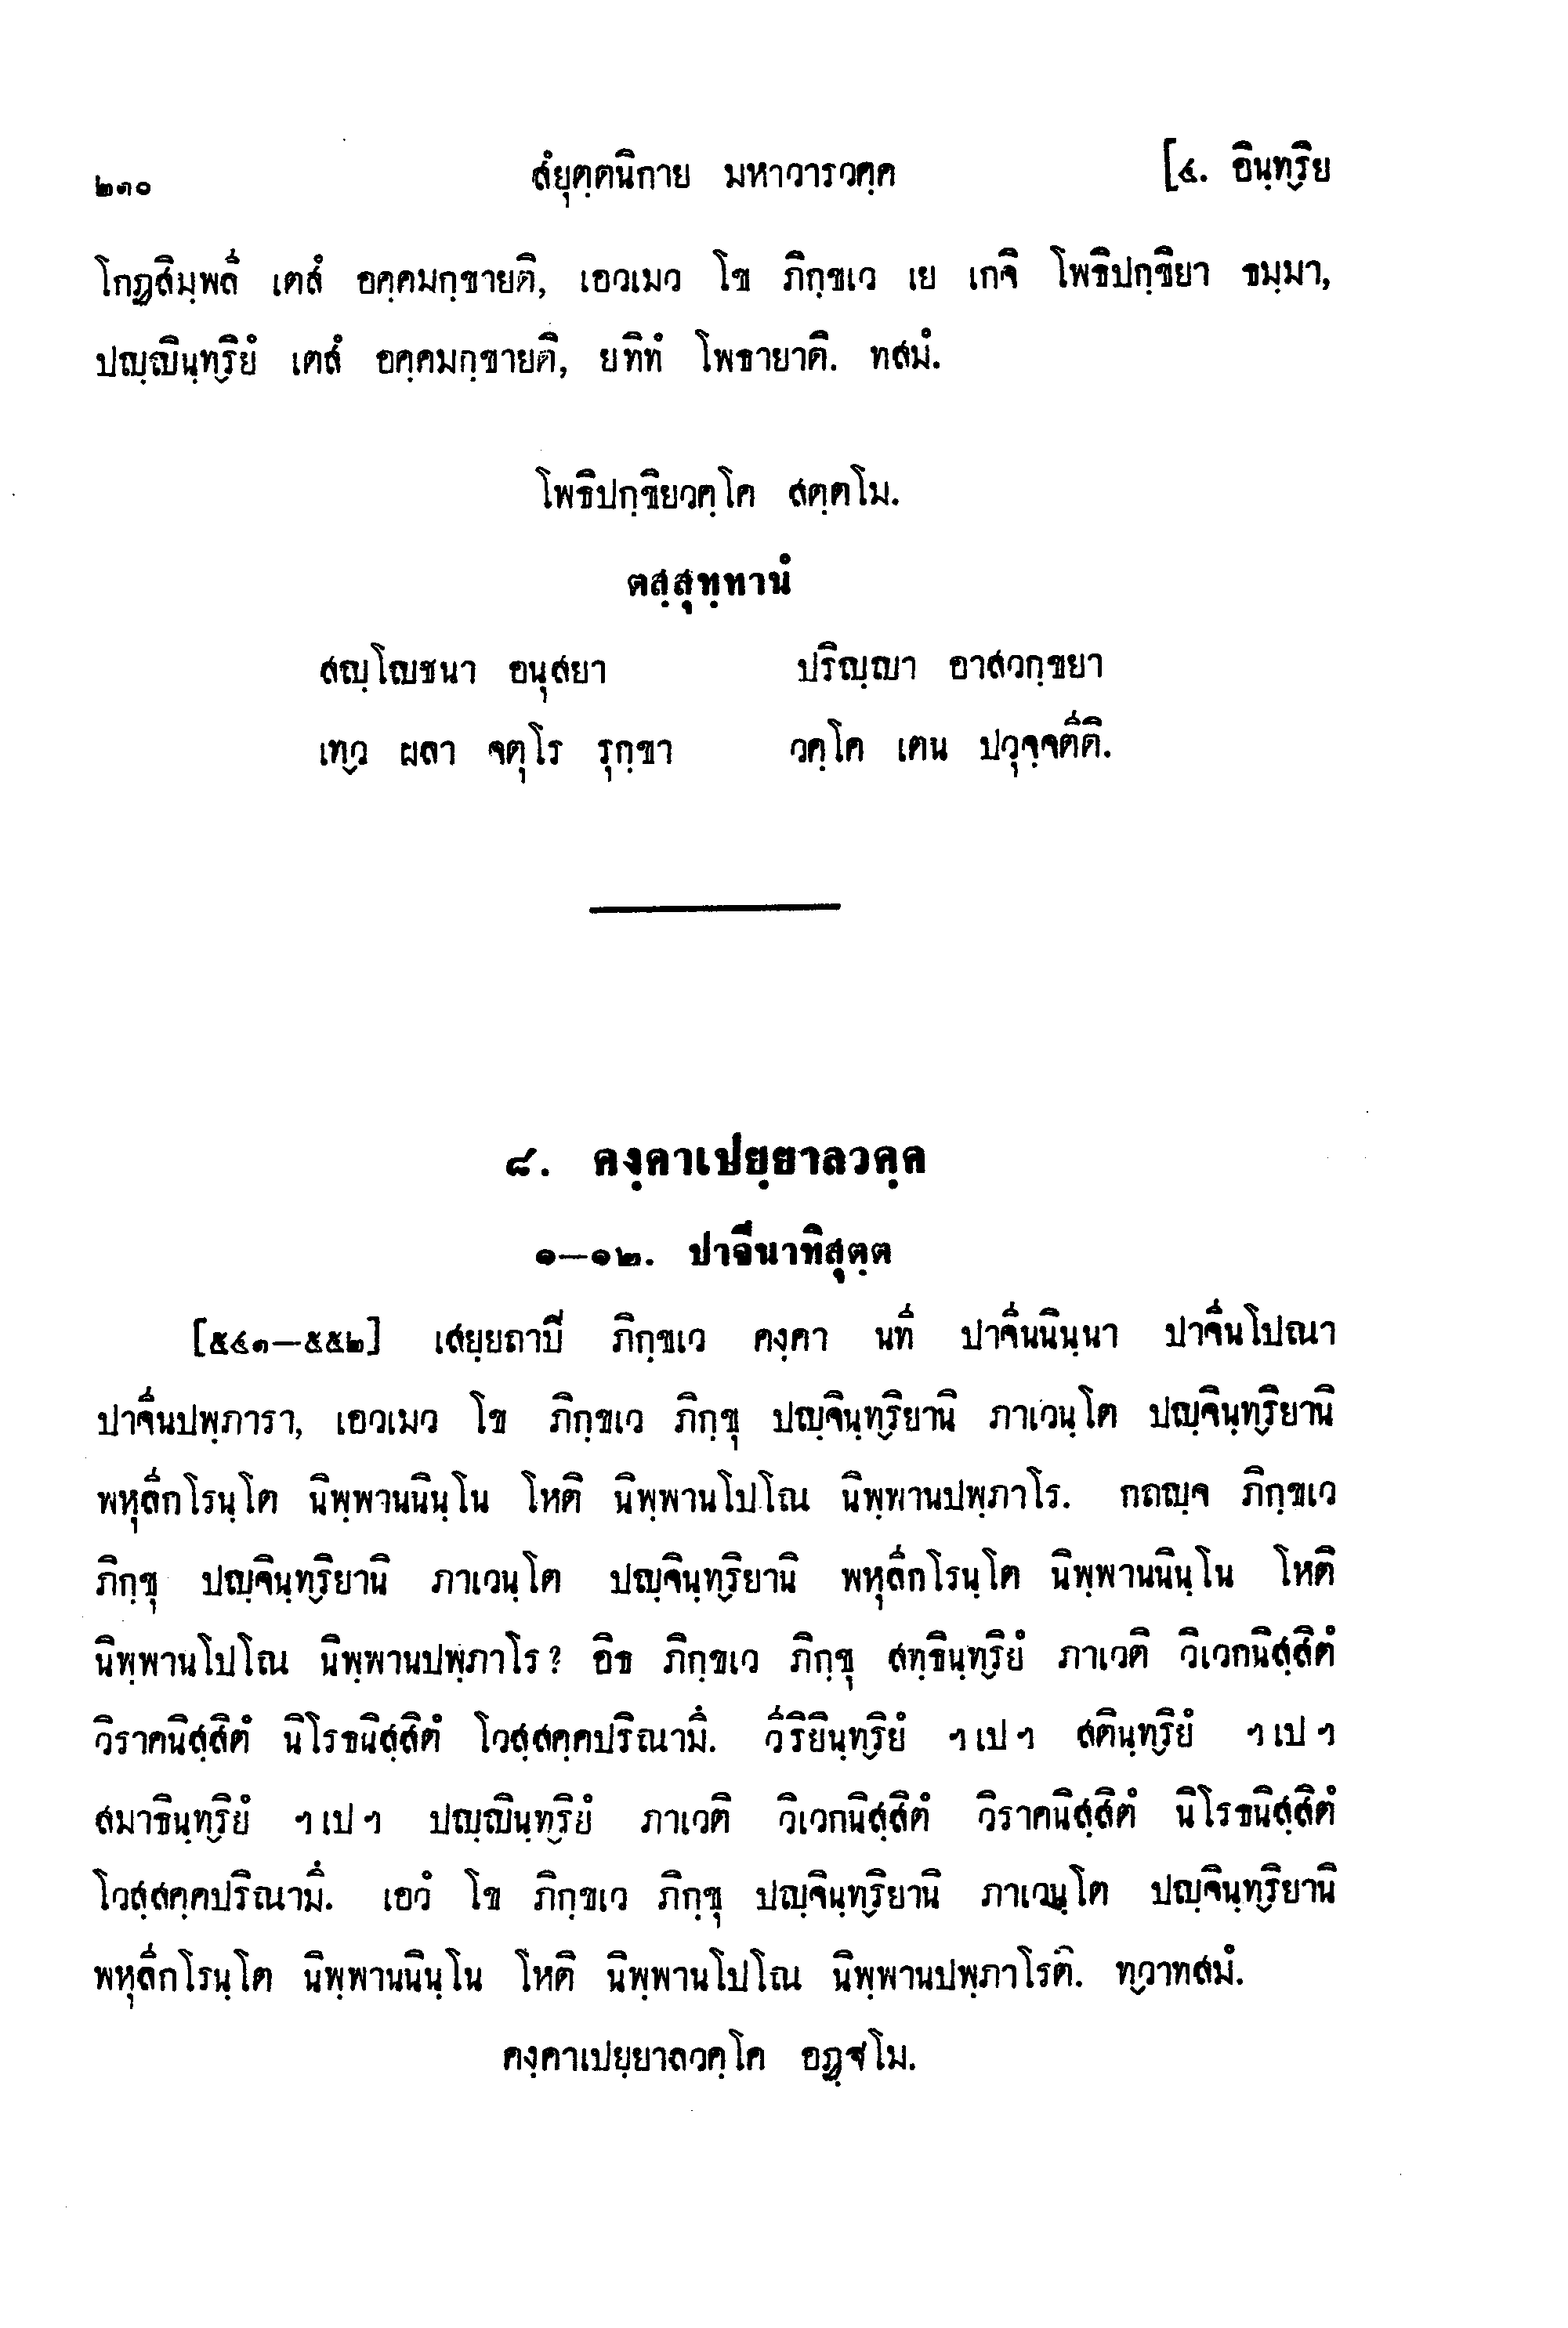 ๒๓๐ สํยุตฺตนิกาย มหาวารวคฺค [๔. อินฺทฺริย
โกฏสิมฺพลี เตสํ อคฺคมกฺขายติ, เอวเมว โข ภิกฺขเว เย เกจิ โพธิปกฺขิยา ธมฺมา,
ปญฺญินฺทฺริยํ เตสํ อคฺคมกฺขายติ, ยทิทํ โพธายาติ. ทสมํ.
โพธิปกฺขิยวคฺโค สตฺตโม.
ตสฺสุทฺทานํ
สญฺโญชนา อนุสยา ปริญฺญา อาสวกฺขยา
เทฺว ผลา จตุโร รุกฺขา วคฺโค เตน ปวุจฺจตีติ.
๘. คงฺคาเปยฺยาลวคฺค
๑—๑๒. ปาจีนาทิสุตฺต
[๕๔๑—๕๕๒] เสยฺยถาปิ ภิกฺขเว คงฺคา นที ปาจีนนินฺนา ปาจีนโปณา
ปาจีนปพฺภารา, เอวเมว โข ภิกฺขเว ภิกฺขุ ปญฺจินฺทฺริยานิ ภาเวนฺโต ปญฺจินฺทฺริยานิ
พหุลีกโรนฺโต นิพฺพานนินฺโน โหติ นิพฺพานโปโณ นิพฺพานปพฺภาโร. กถญฺจ ภิกฺขเว
ภิกฺขุ ปญฺจินฺทฺริยานิ ภาเวนฺโต ปญฺจินฺทฺริยานิ พหุลีกโรนฺโต นิพฺพานนินฺโน โหติ
นิพฺพานโปโณ นิพฺพานปพฺภาโร? อิธ ภิกฺขเว ภิกฺขุ สทฺธินฺทฺริยํ ภาเวติ วิเวกนิสฺสิตํ
วิราคนิสฺสิตํ นิโรธนิสฺสิตํ โวสฺสคฺคปริณามึ. วีริยินฺทฺริยํ ฯเปฯ สตินฺทฺริยํ ฯเปฯ
สมาธินฺทฺริยํ ฯเปฯ ปญฺญินฺทฺริยํ ภาเวติ วิเวกนิสฺสิตํ วิราคนิสฺสิตํ นิโรธนิสฺสิตํ
โวสฺสคฺคปริณามึ. เอวํ โข ภิกฺขเว ภิกฺขุ ปญฺจินฺทฺริยานิ ภาเวนฺโต ปญฺจินฺทฺริยานิ
พหุลีกโรนฺโต นิพฺพานนินฺโน โหติ นิพฺพานโปโณ นิพฺพานปพฺภาโรติ. ทฺวาทสมํ.
คงฺคาเปยฺยาลวคฺโค อฏฺฐโม.